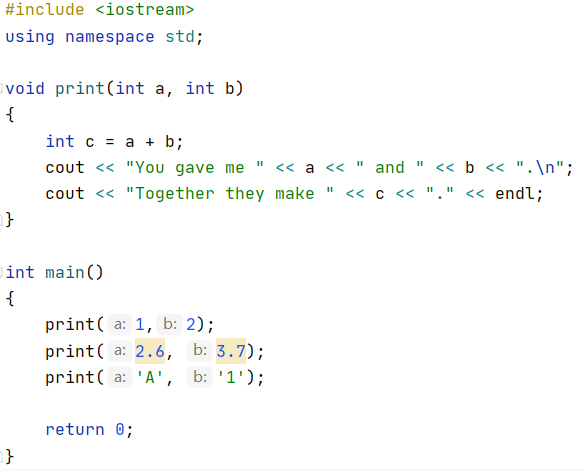 #include <iostream>
using namespace std;

void print(int a, int b)
{
    int c = a + b;
    cout << "You gave me " << a << " and " << b << ".\n";
    cout << "Together they make " << c << "." << endl;
}

int main()
{
    print( a: 1, b: 2);
    print( a: 2.6, b: 3.7);
    print( a: 'A', b: '1');

    return 0;
}